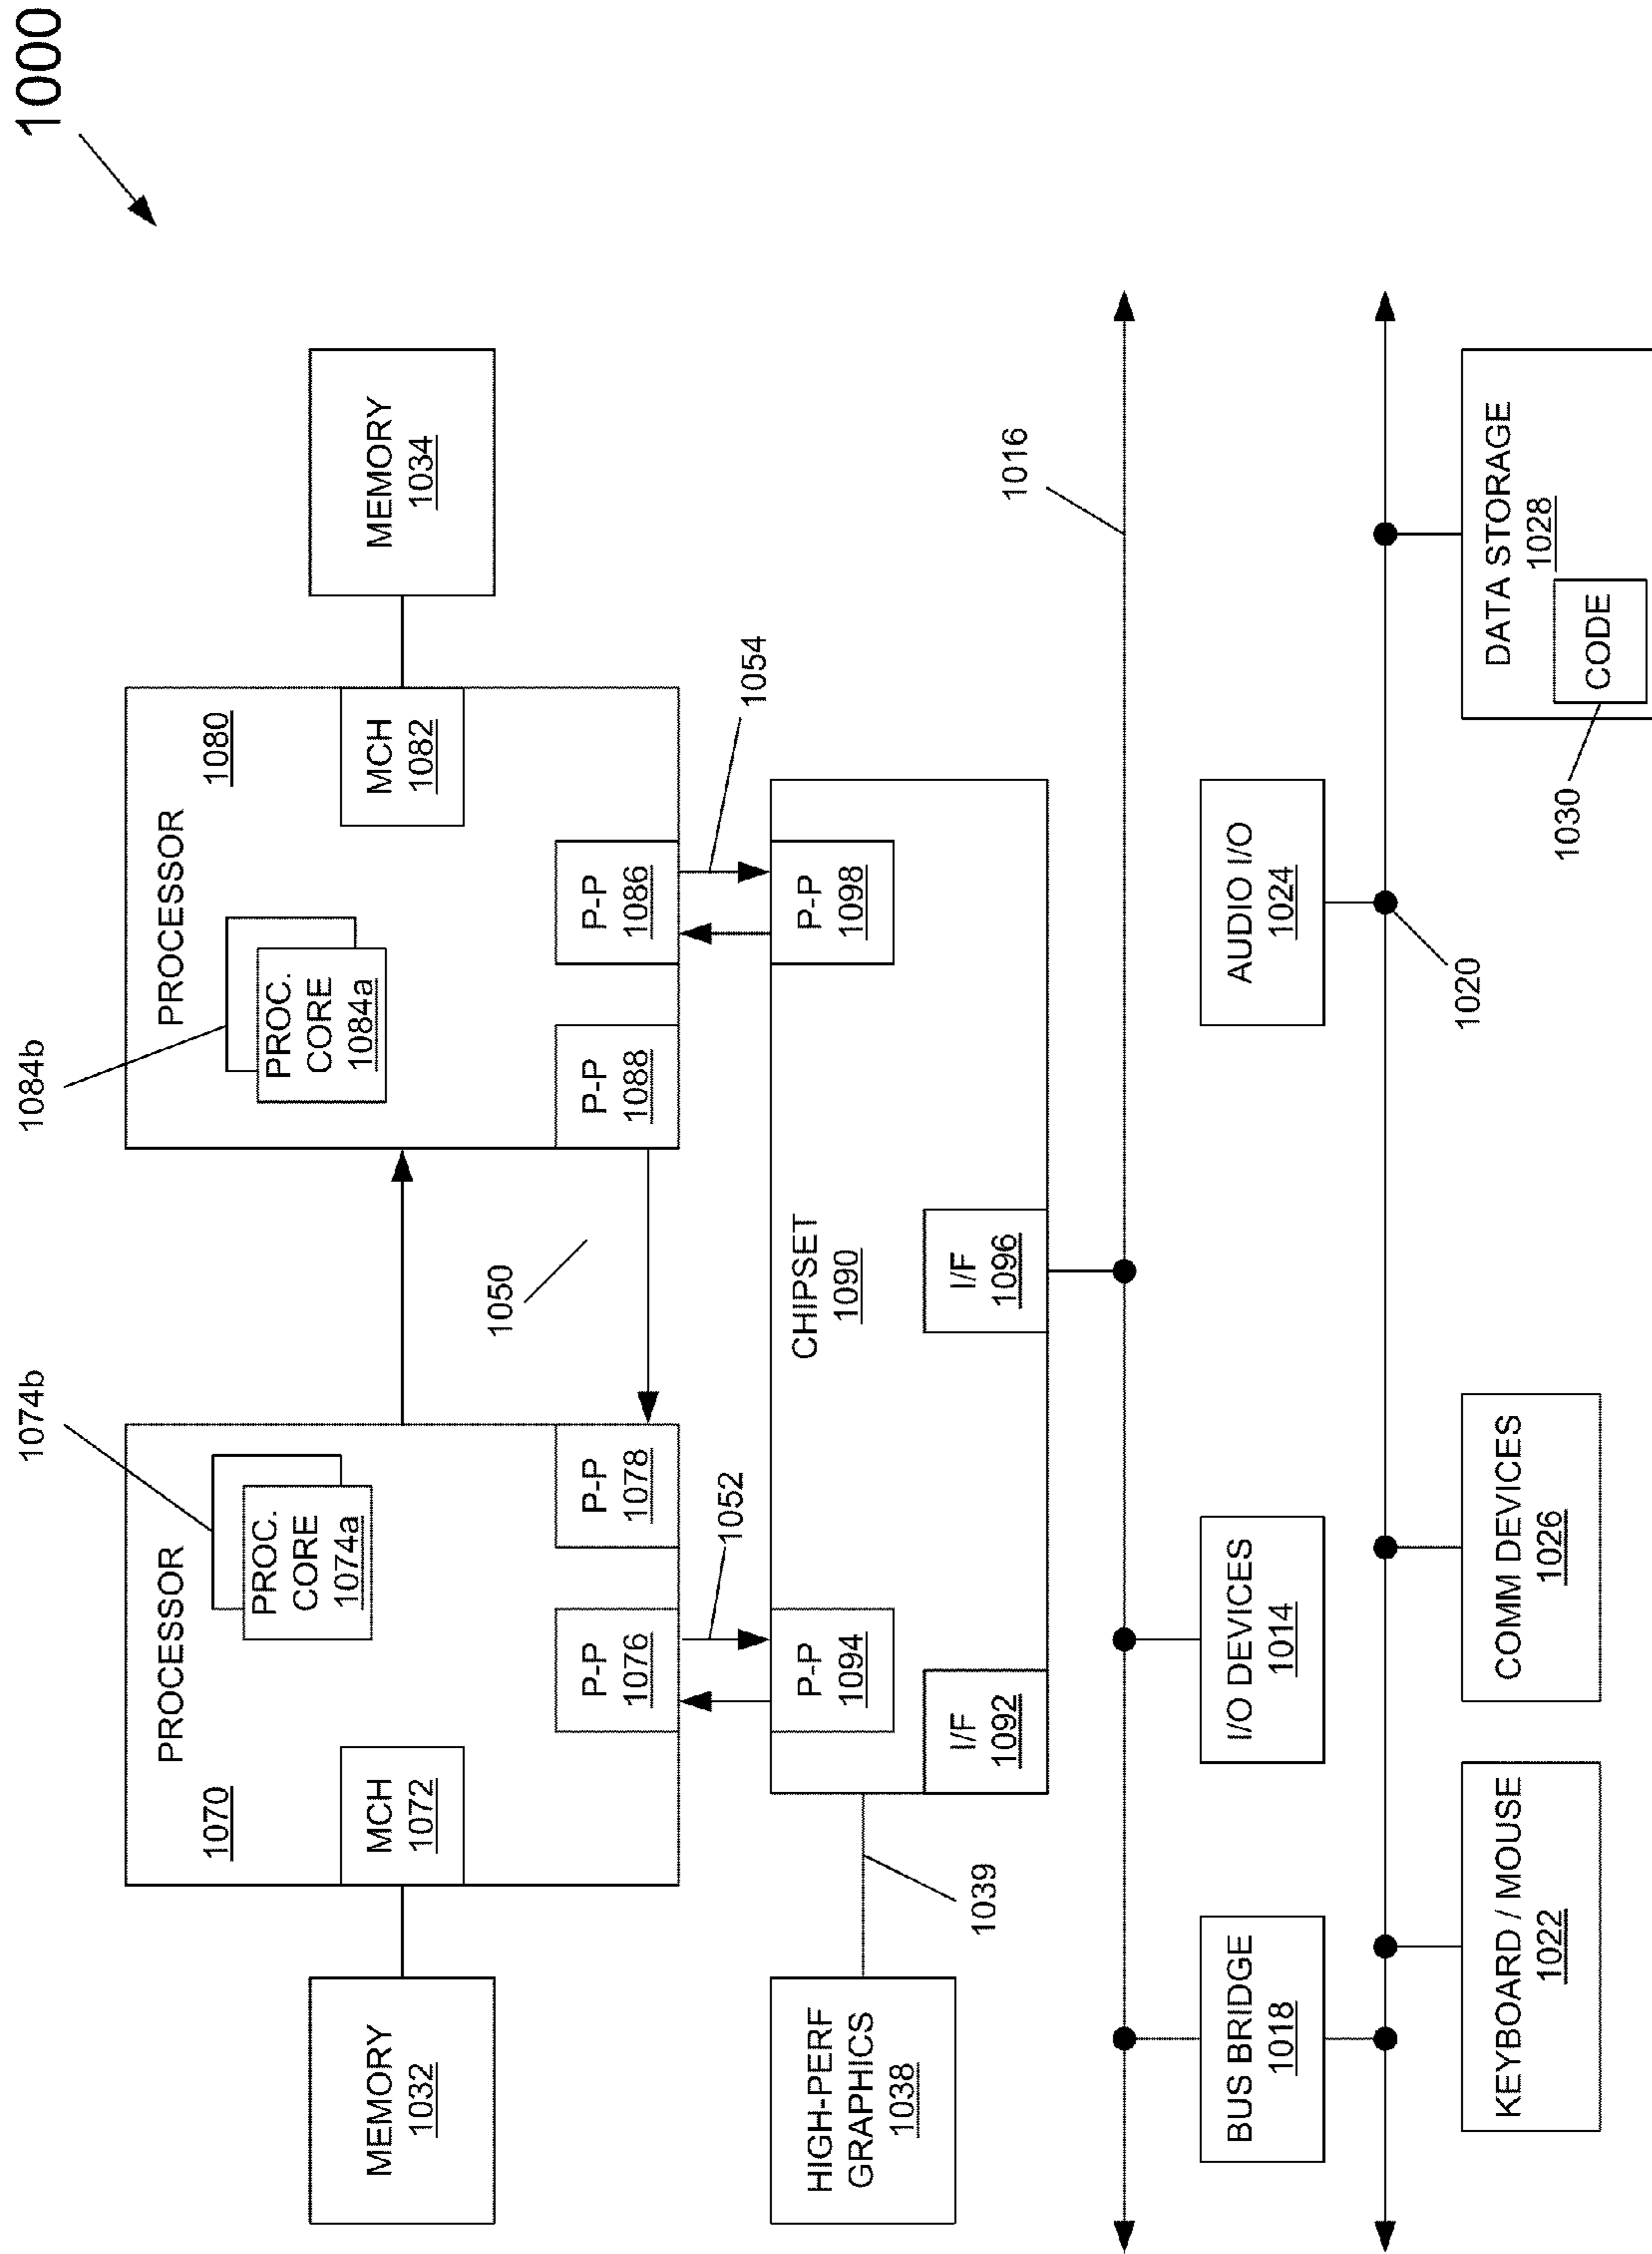 1000
1074b
1084b
PROCESSOR
1070
PROC.
CORE
1074a
MCH
1072
P-P
1076
P-P
1078
PROCESSOR
1080
PROC.
CORE
1084a
MCH
1082
P-P
1088
P-P
1086
MEMORY
1032
MEMORY
1034
1050
1052
1054
HIGH-PERF
GRAPHICS
1038
1039
P-P
1094
P-P
1098
CHIPSET
1090
I/F
1092
I/F
1096
1016
BUS BRIDGE
1018
I/O DEVICES
1014
AUDIO I/O
1024
1020
KEYBOARD / MOUSE
1022
COMM DEVICES
1026
DATA STORAGE
1028
CODE
1030